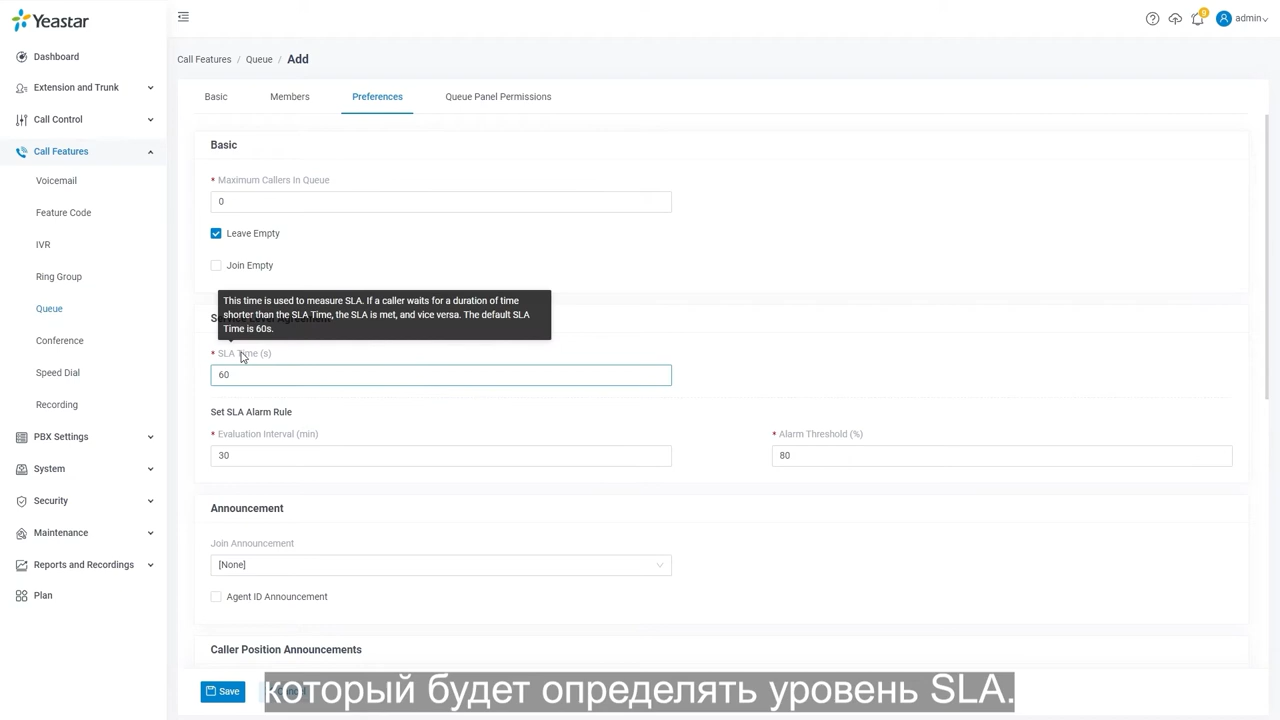 Yeastar
8
admin
Dashboard
Extension and Trunk
Call Control
Call Features
Voicemail
Feature Code
IVR
Ring Group
Queue
Conference
Speed Dial
Recording
PBX Settings
System
Security
Maintenance
Reports and Recordings
Plan
Call Features / Queue / Add
Basic Members Preferences Queue Panel Permissions
Basic
* Maximum Callers In Queue
0
Leave Empty
Join Empty
This time is used to measure SLA. If a caller waits for a duration of time
shorter than the SLA Time, the SLA is met, and vice versa. The default SLA
Time is 60s.
* SLA Time (s)
60
Set SLA Alarm Rule
* Evaluation Interval (min) * Alarm Threshold (%)
30 80
Announcement
Join Announcement
[None]
Agent ID Announcement
Caller Position Announcements
Save
который будет определять уровень SLA.